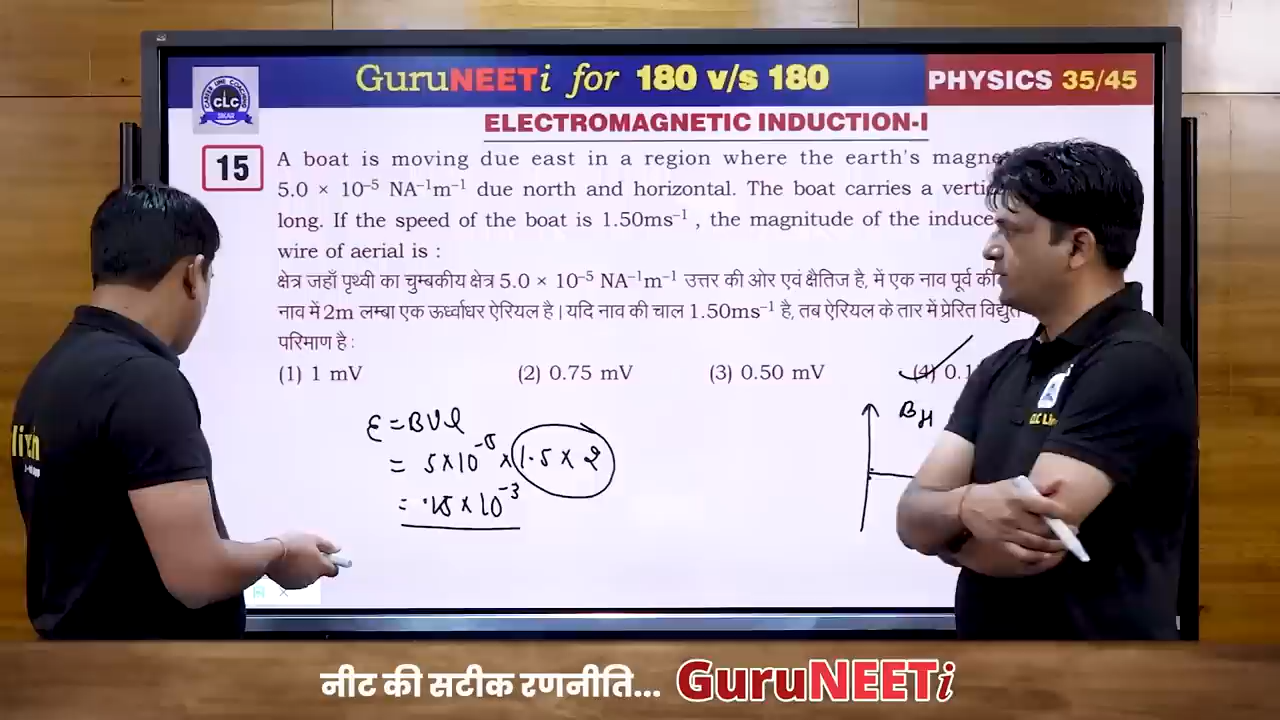 GuruNEETi for 180 v/s 180
PHYSICS 35/45
CLC
SIKAR
ELECTROMAGNETIC INDUCTION-I
15
A boat is moving due east in a region where the earth's magne
5.0 × 10⁻⁵ NA⁻¹m⁻¹ due north and horizontal. The boat carries a vertic
long. If the speed of the boat is 1.50ms⁻¹ , the magnitude of the induce
wire of aerial is :
क्षेत्र जहाँ पृथ्वी का चुम्बकीय क्षेत्र 5.0 × 10⁻⁵ NA⁻¹m⁻¹ उत्तर की ओर एवं क्षैतिज है, में एक नाव पूर्व की
नाव में 2m लम्बा एक ऊर्ध्वाधर ऐरियल है। यदि नाव की चाल 1.50ms⁻¹ है, तब ऐरियल के तार में प्रेरित विद्युत
परिमाण है :
(1) 1 mV (2) 0.75 mV (3) 0.50 mV (4) 0.1
ε = BVl
= 5×10⁻⁵ × 1.5 × 2
= .15 × 10⁻³
B_H
नीट की सटीक रणनीति... GuruNEETi